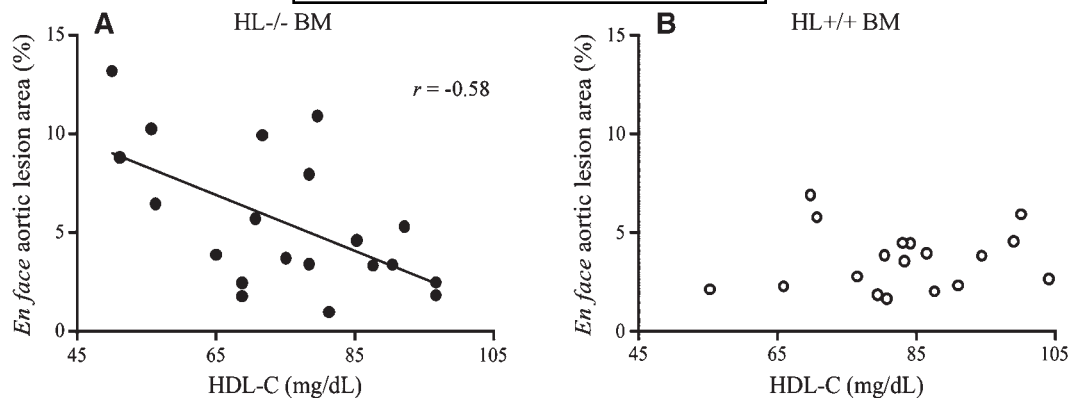 A
HL-/- BM
En face aortic lesion area (%)
15
10
5
0
r = -0.58
45
65
85
105
HDL-C (mg/dL)
B
HL+/+ BM
En face aortic lesion area (%)
15
10
5
0
45
65
85
105
HDL-C (mg/dL)